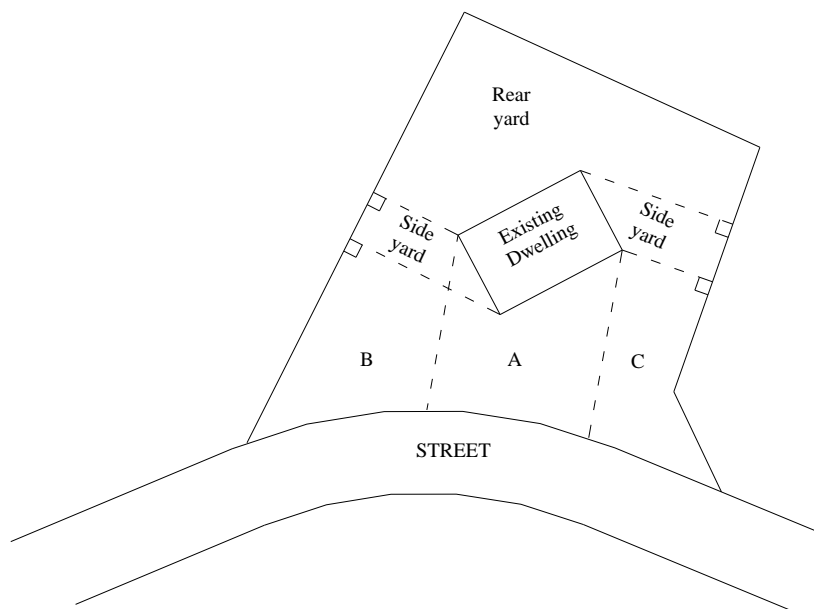 Rear
yard
Side
yard
Existing
Dwelling
Side
yard
B
A
C
STREET